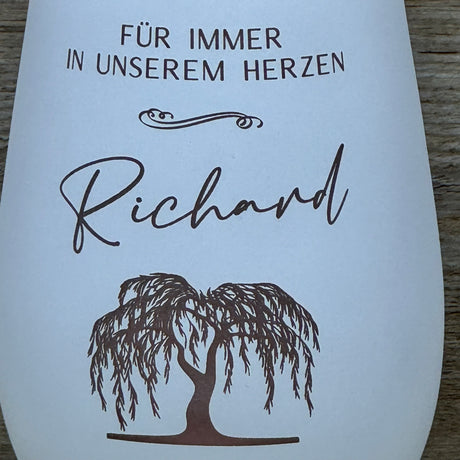 FÜR IMMER
IN UNSEREM HERZEN
Richard